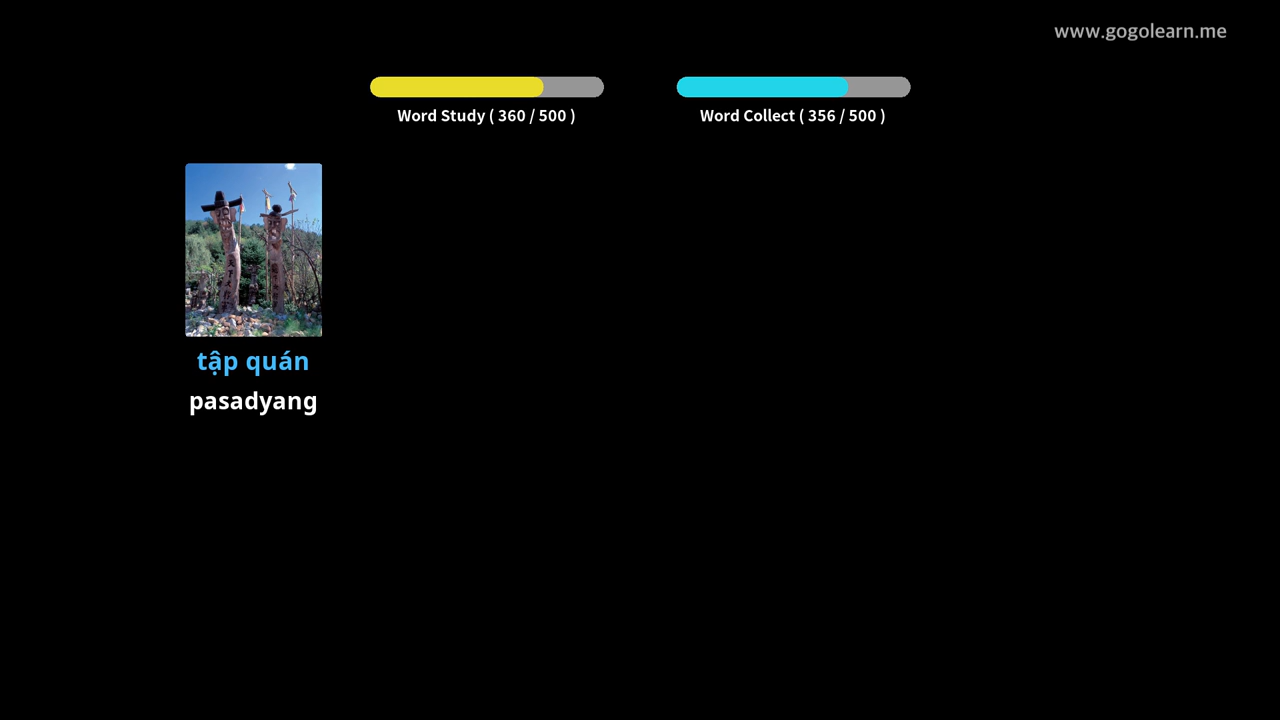 www.gogolearn.me
Word Study ( 360 / 500 )
Word Collect ( 356 / 500 )
tập quán
pasadyang